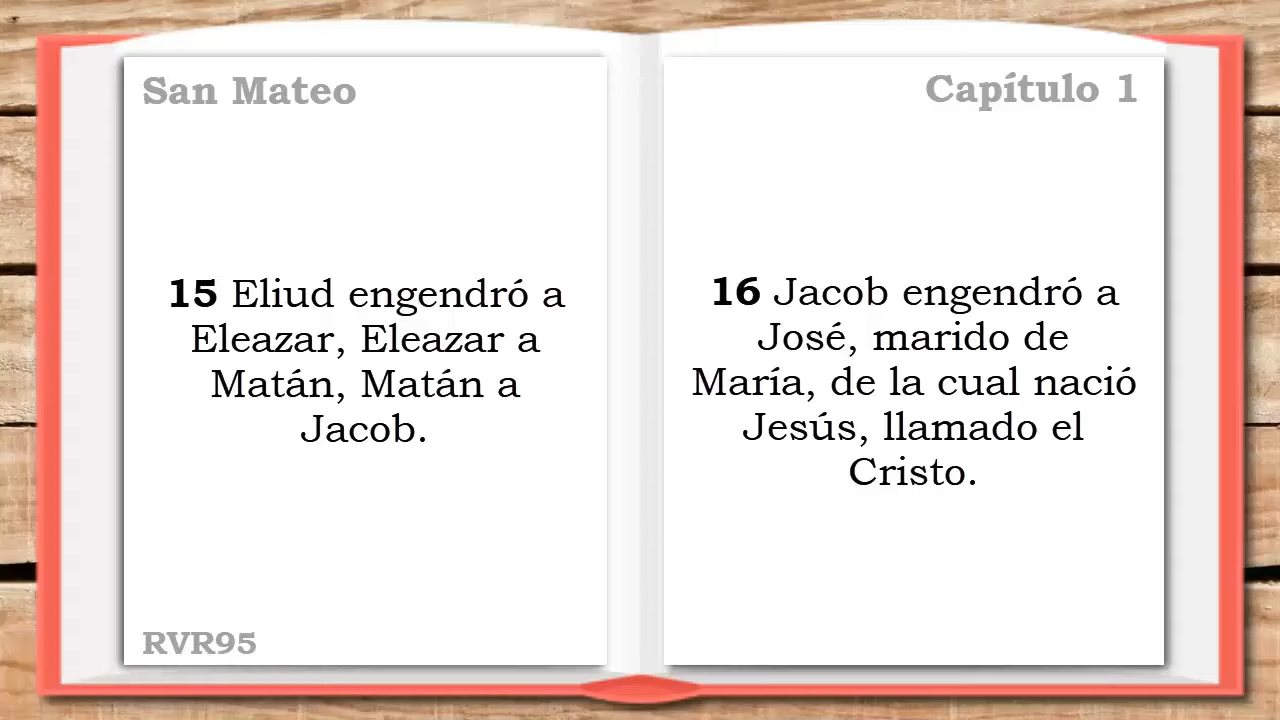 San Mateo
15 Eliud engendró a
Eleazar, Eleazar a
Matán, Matán a
Jacob.
RVR95
Capítulo 1
16 Jacob engendró a
José, marido de
María, de la cual nació
Jesús, llamado el
Cristo.